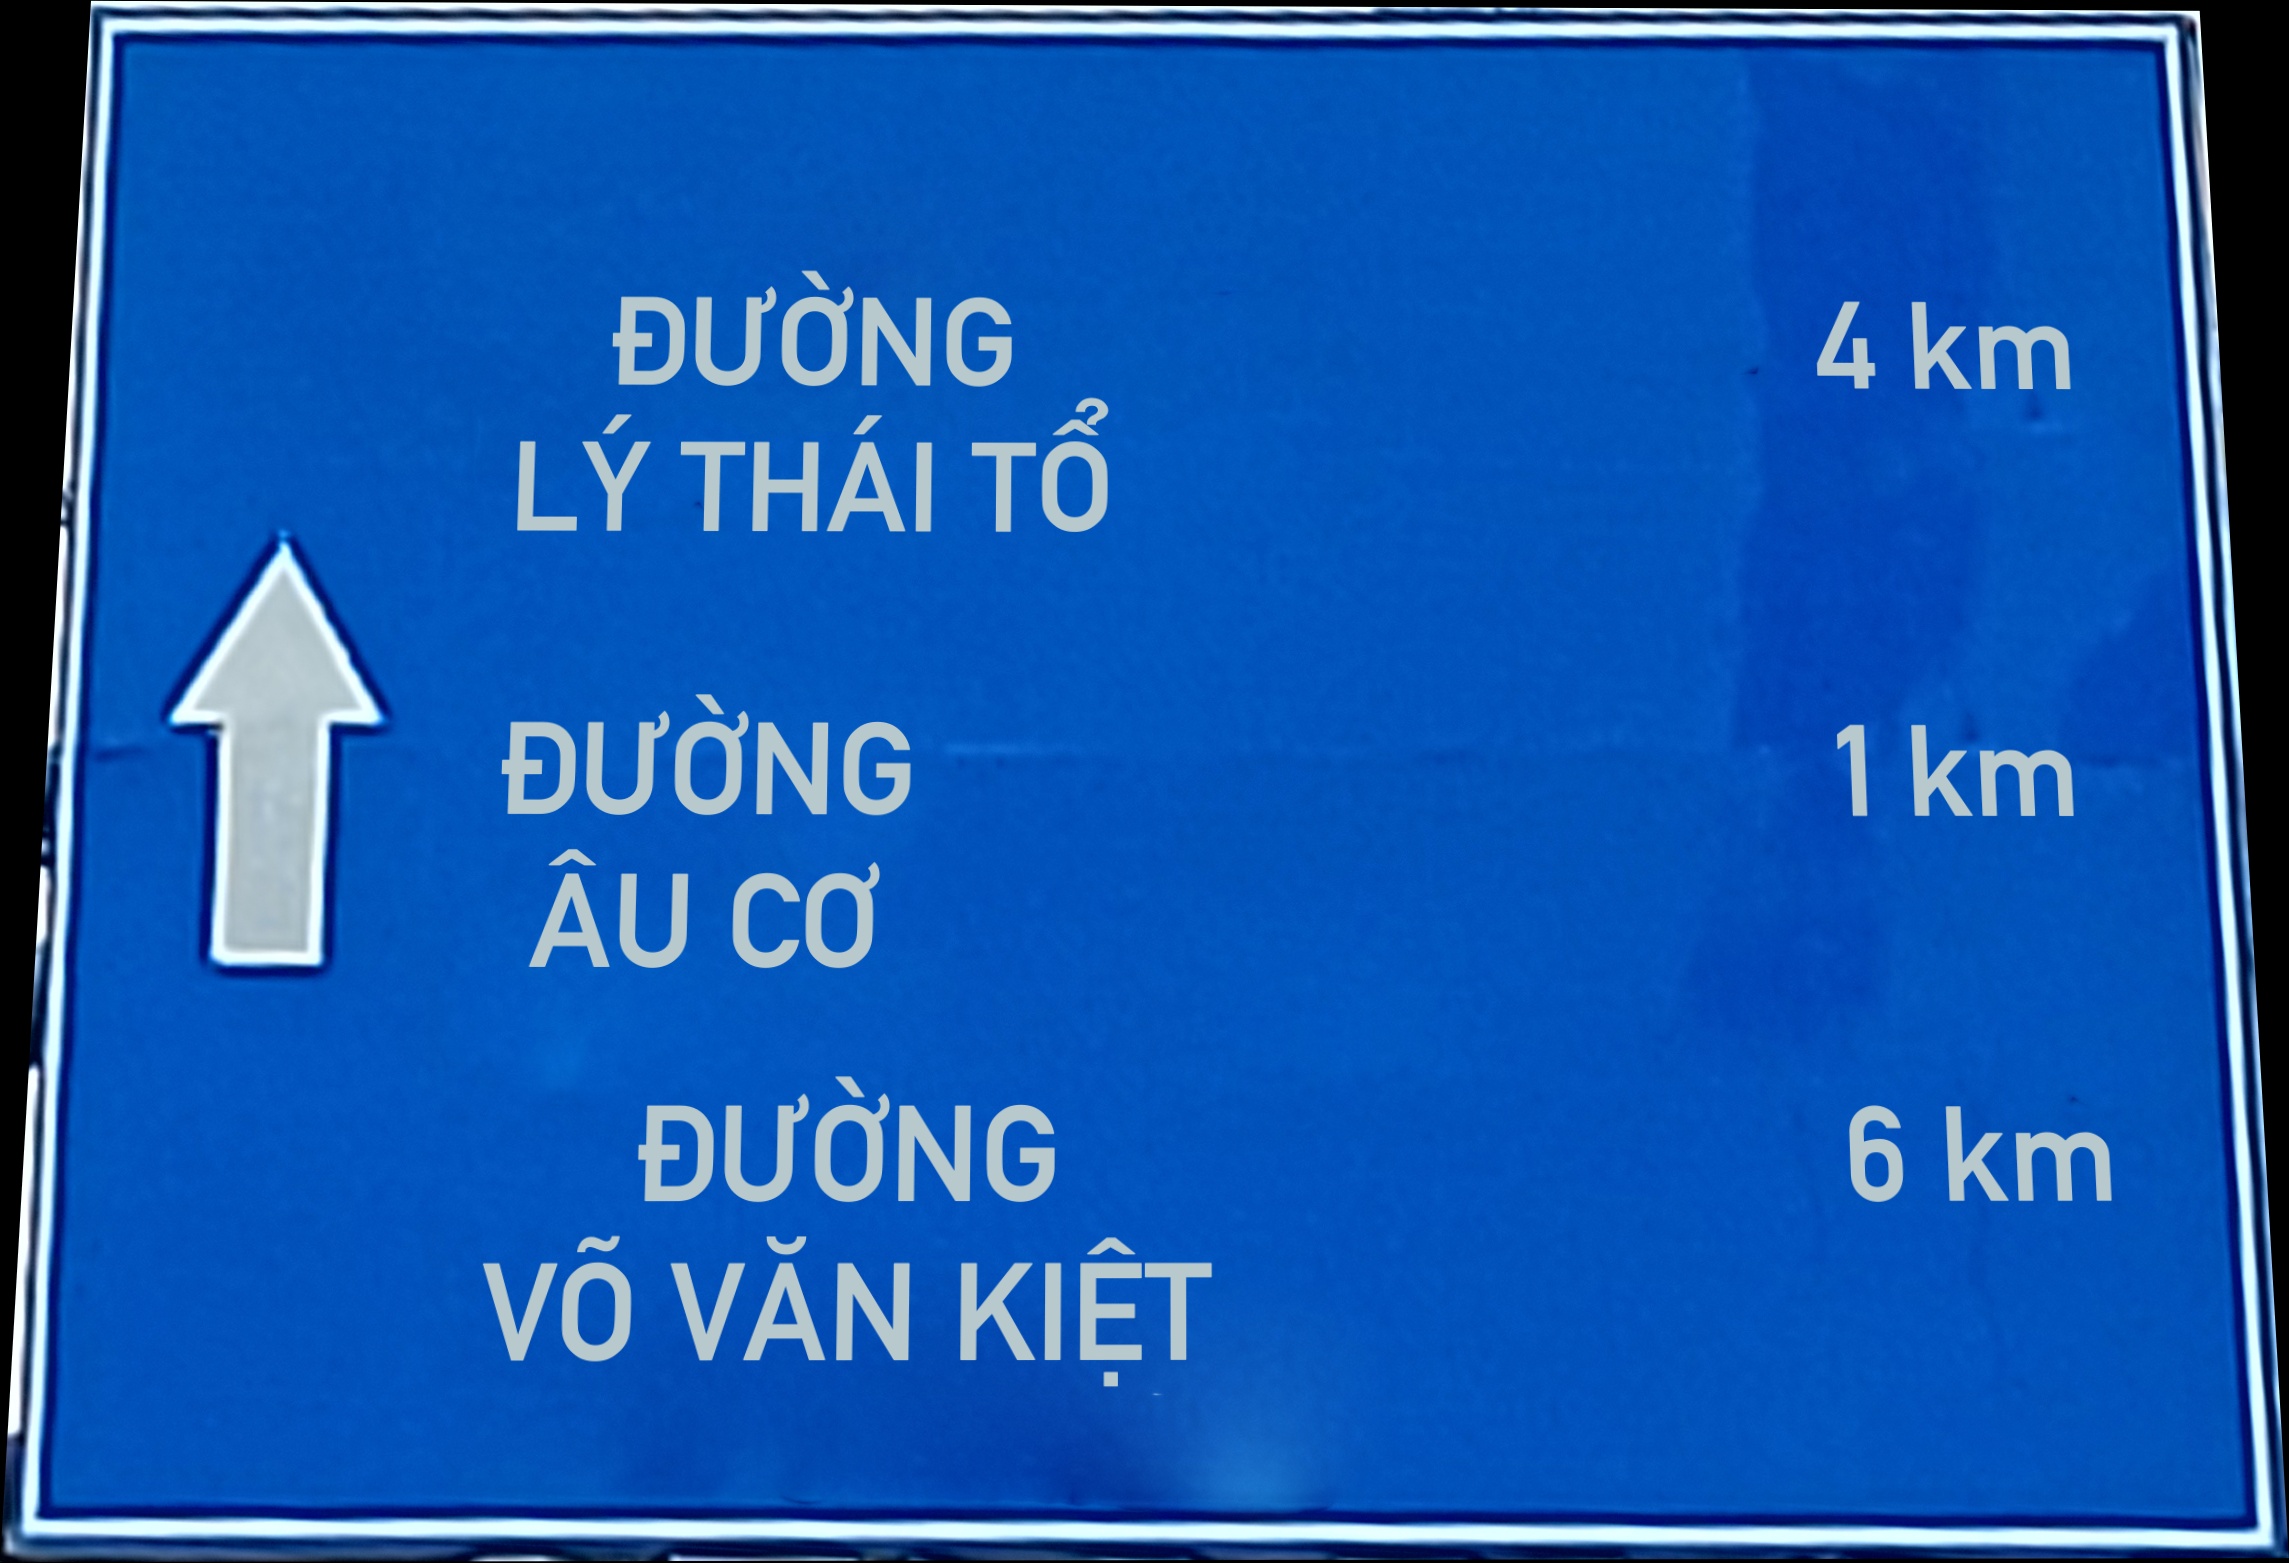 ĐƯỜNG 4 km
LÝ THÁI TỔ
ĐƯỜNG 1 km
ÂU CƠ
ĐƯỜNG 6 km
VÕ VĂN KIỆT